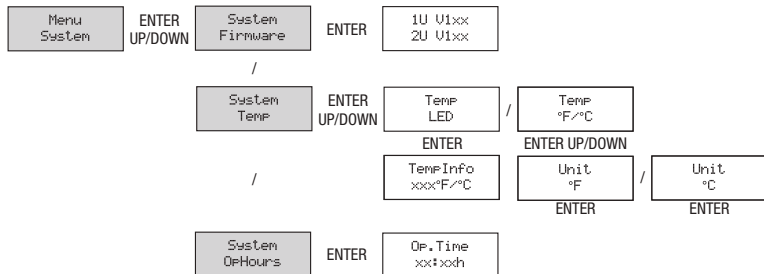 Menu
System
ENTER
UP/DOWN
System
Firmware
ENTER
1U V1xx
2U V1xx
/
System
Temp
ENTER
UP/DOWN
Temp
LED
/
Temp
°F/°C
ENTER
ENTER UP/DOWN
/
TempInfo
xxx°F/°C
Unit
°F
/
Unit
°C
ENTER
ENTER
System
OpHours
ENTER
Op.Time
xx:xxh